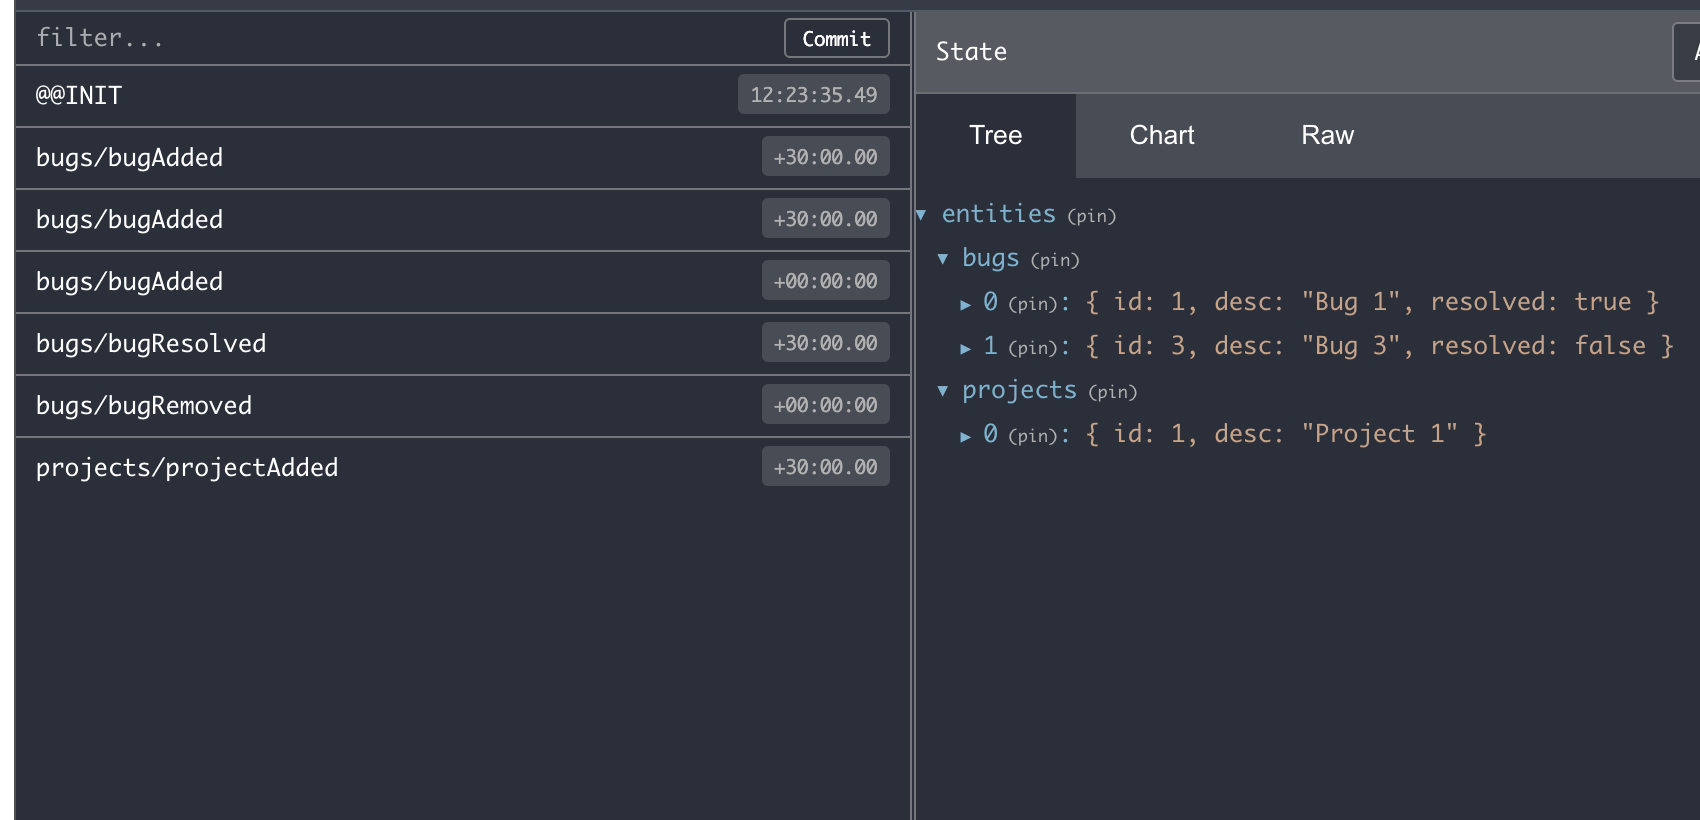 filter...
Commit
@@INIT
12:23:35.49
bugs/bugAdded
+30:00.00
bugs/bugAdded
+30:00.00
bugs/bugAdded
+00:00:00
bugs/bugResolved
+30:00.00
bugs/bugRemoved
+00:00:00
projects/projectAdded
+30:00.00
State
Tree Chart Raw
▼ entities (pin)
▼ bugs (pin)
▶ 0 (pin): { id: 1, desc: "Bug 1", resolved: true }
▶ 1 (pin): { id: 3, desc: "Bug 3", resolved: false }
▼ projects (pin)
▶ 0 (pin): { id: 1, desc: "Project 1" }